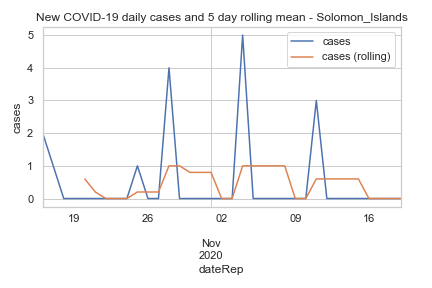 New COVID-19 daily cases and 5 day rolling mean - Solomon_Islands
cases
cases (rolling)
cases
5
4
3
2
1
0
19
26
02
09
16
Nov
2020
dateRep